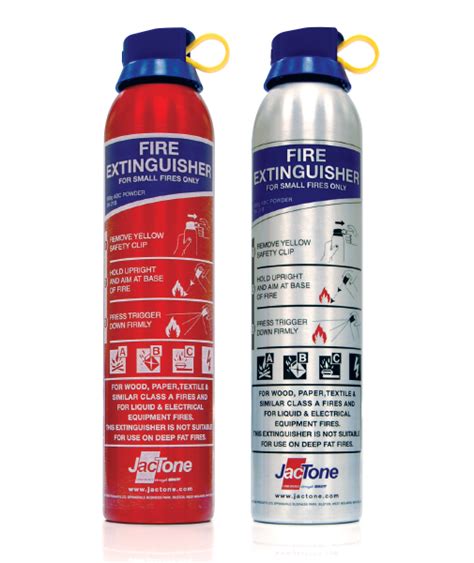 FIRE
EXTINGUISHER
FOR SMALL FIRES ONLY
ABC POWDER
REMOVE YELLOW
SAFETY CLIP
HOLD UPRIGHT
AND AIM AT BASE
OF FIRE
PRESS TRIGGER
DOWN FIRMLY
A B C
FOR WOOD, PAPER,TEXTILE &
SIMILAR CLASS A FIRES AND
FOR LIQUID & ELECTRICAL
EQUIPMENT FIRES.
THIS EXTINGUISHER IS NOT SUITABLE
FOR USE ON DEEP FAT FIRES.
JacTone
www.jactone.com
FIRE
EXTINGUISHER
FOR SMALL FIRES ONLY
ABC POWDER
REMOVE YELLOW
SAFETY CLIP
HOLD UPRIGHT
AND AIM AT BASE
OF FIRE
PRESS TRIGGER
DOWN FIRMLY
A B C
FOR WOOD, PAPER,TEXTILE &
SIMILAR CLASS A FIRES AND
FOR LIQUID & ELECTRICAL
EQUIPMENT FIRES.
THIS EXTINGUISHER IS NOT SUITABLE
FOR USE ON DEEP FAT FIRES.
JacTone
www.jactone.com